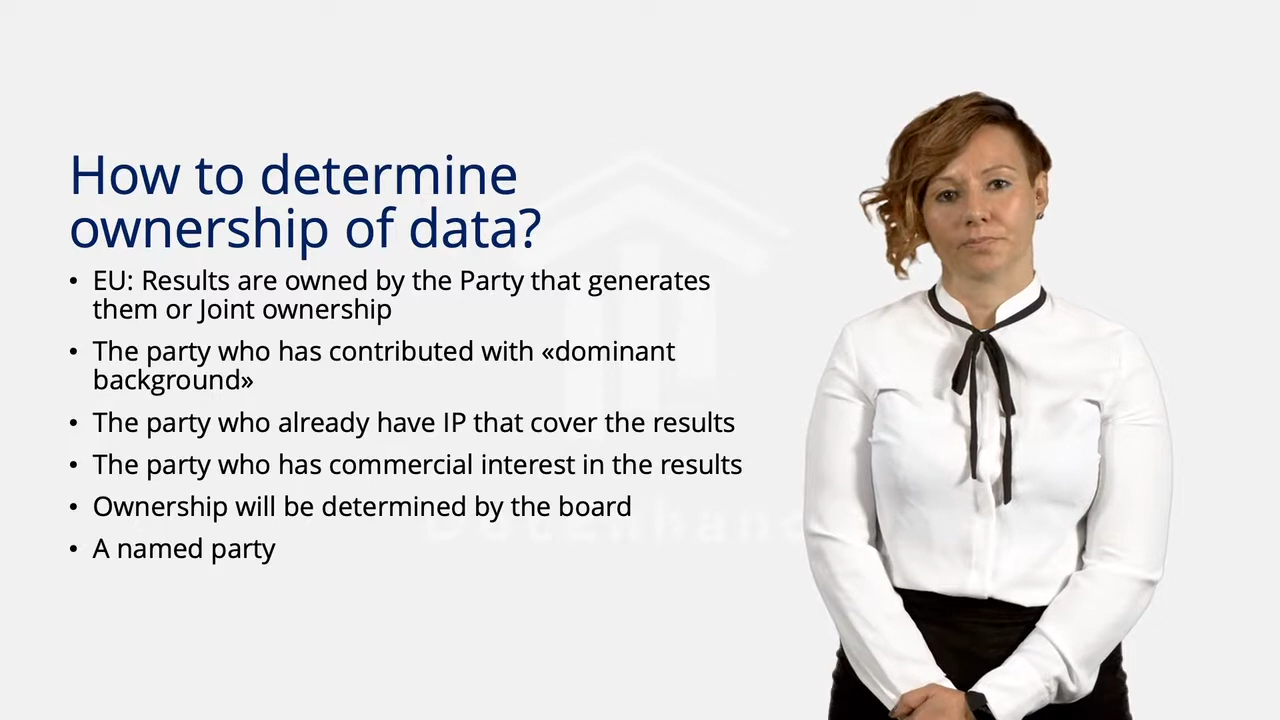 How to determine
ownership of data?
• EU: Results are owned by the Party that generates
them or Joint ownership
• The party who has contributed with «dominant
background»
• The party who already have IP that cover the results
• The party who has commercial interest in the results
• Ownership will be determined by the board
• A named party